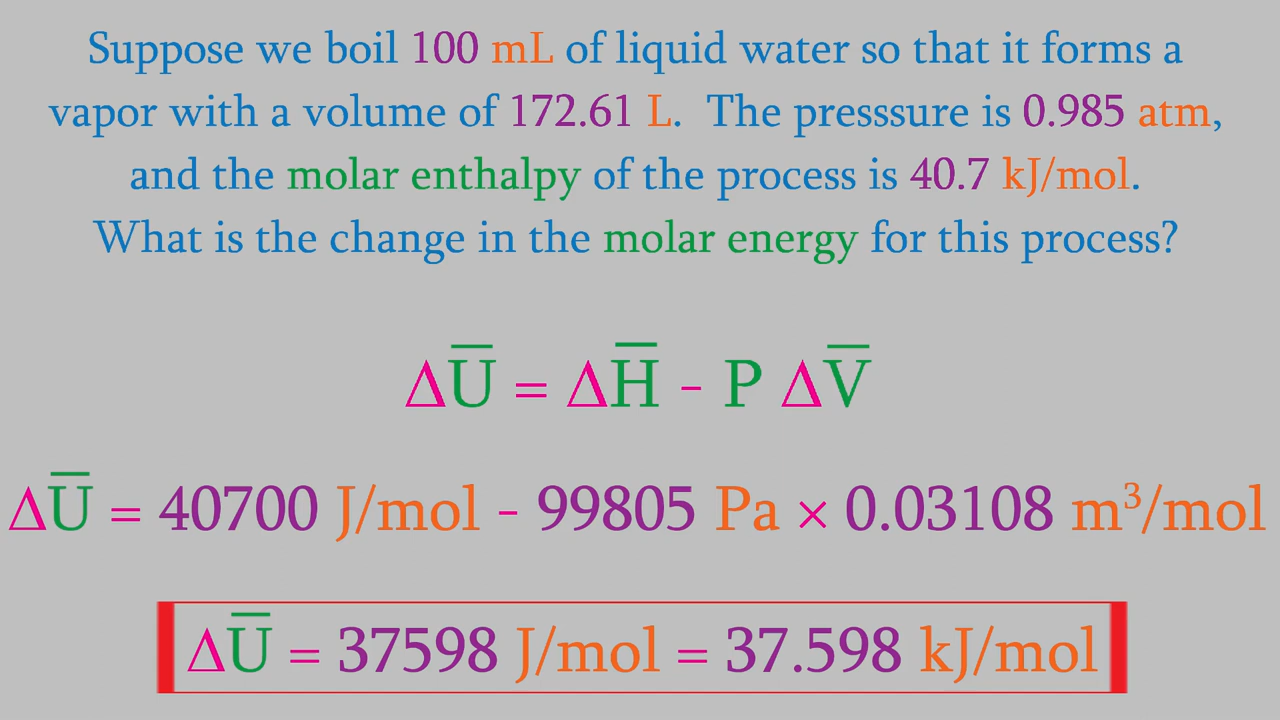 Suppose we boil 100 mL of liquid water so that it forms a
vapor with a volume of 172.61 L. The presssure is 0.985 atm,
and the molar enthalpy of the process is 40.7 kJ/mol.
What is the change in the molar energy for this process?
ΔU̅ = ΔH̅ - P ΔV̅
ΔU̅ = 40700 J/mol - 99805 Pa × 0.03108 m³/mol
ΔU̅ = 37598 J/mol = 37.598 kJ/mol